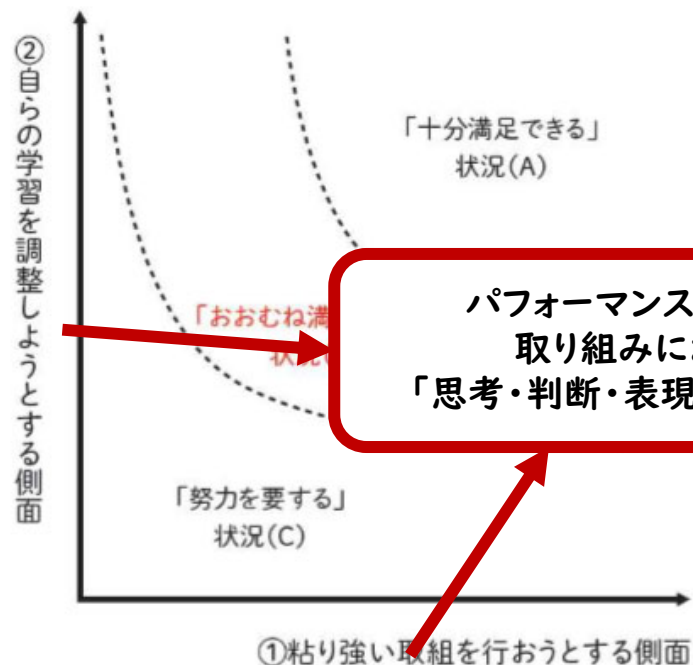 ②自らの学習を調整しようとする側面
「十分満足できる」
状況(A)
「おおむね満
状況
パフォーマンス
取り組みに
「思考・判断・表現
「努力を要する」
状況(C)
①粘り強い取組を行おうとする側面